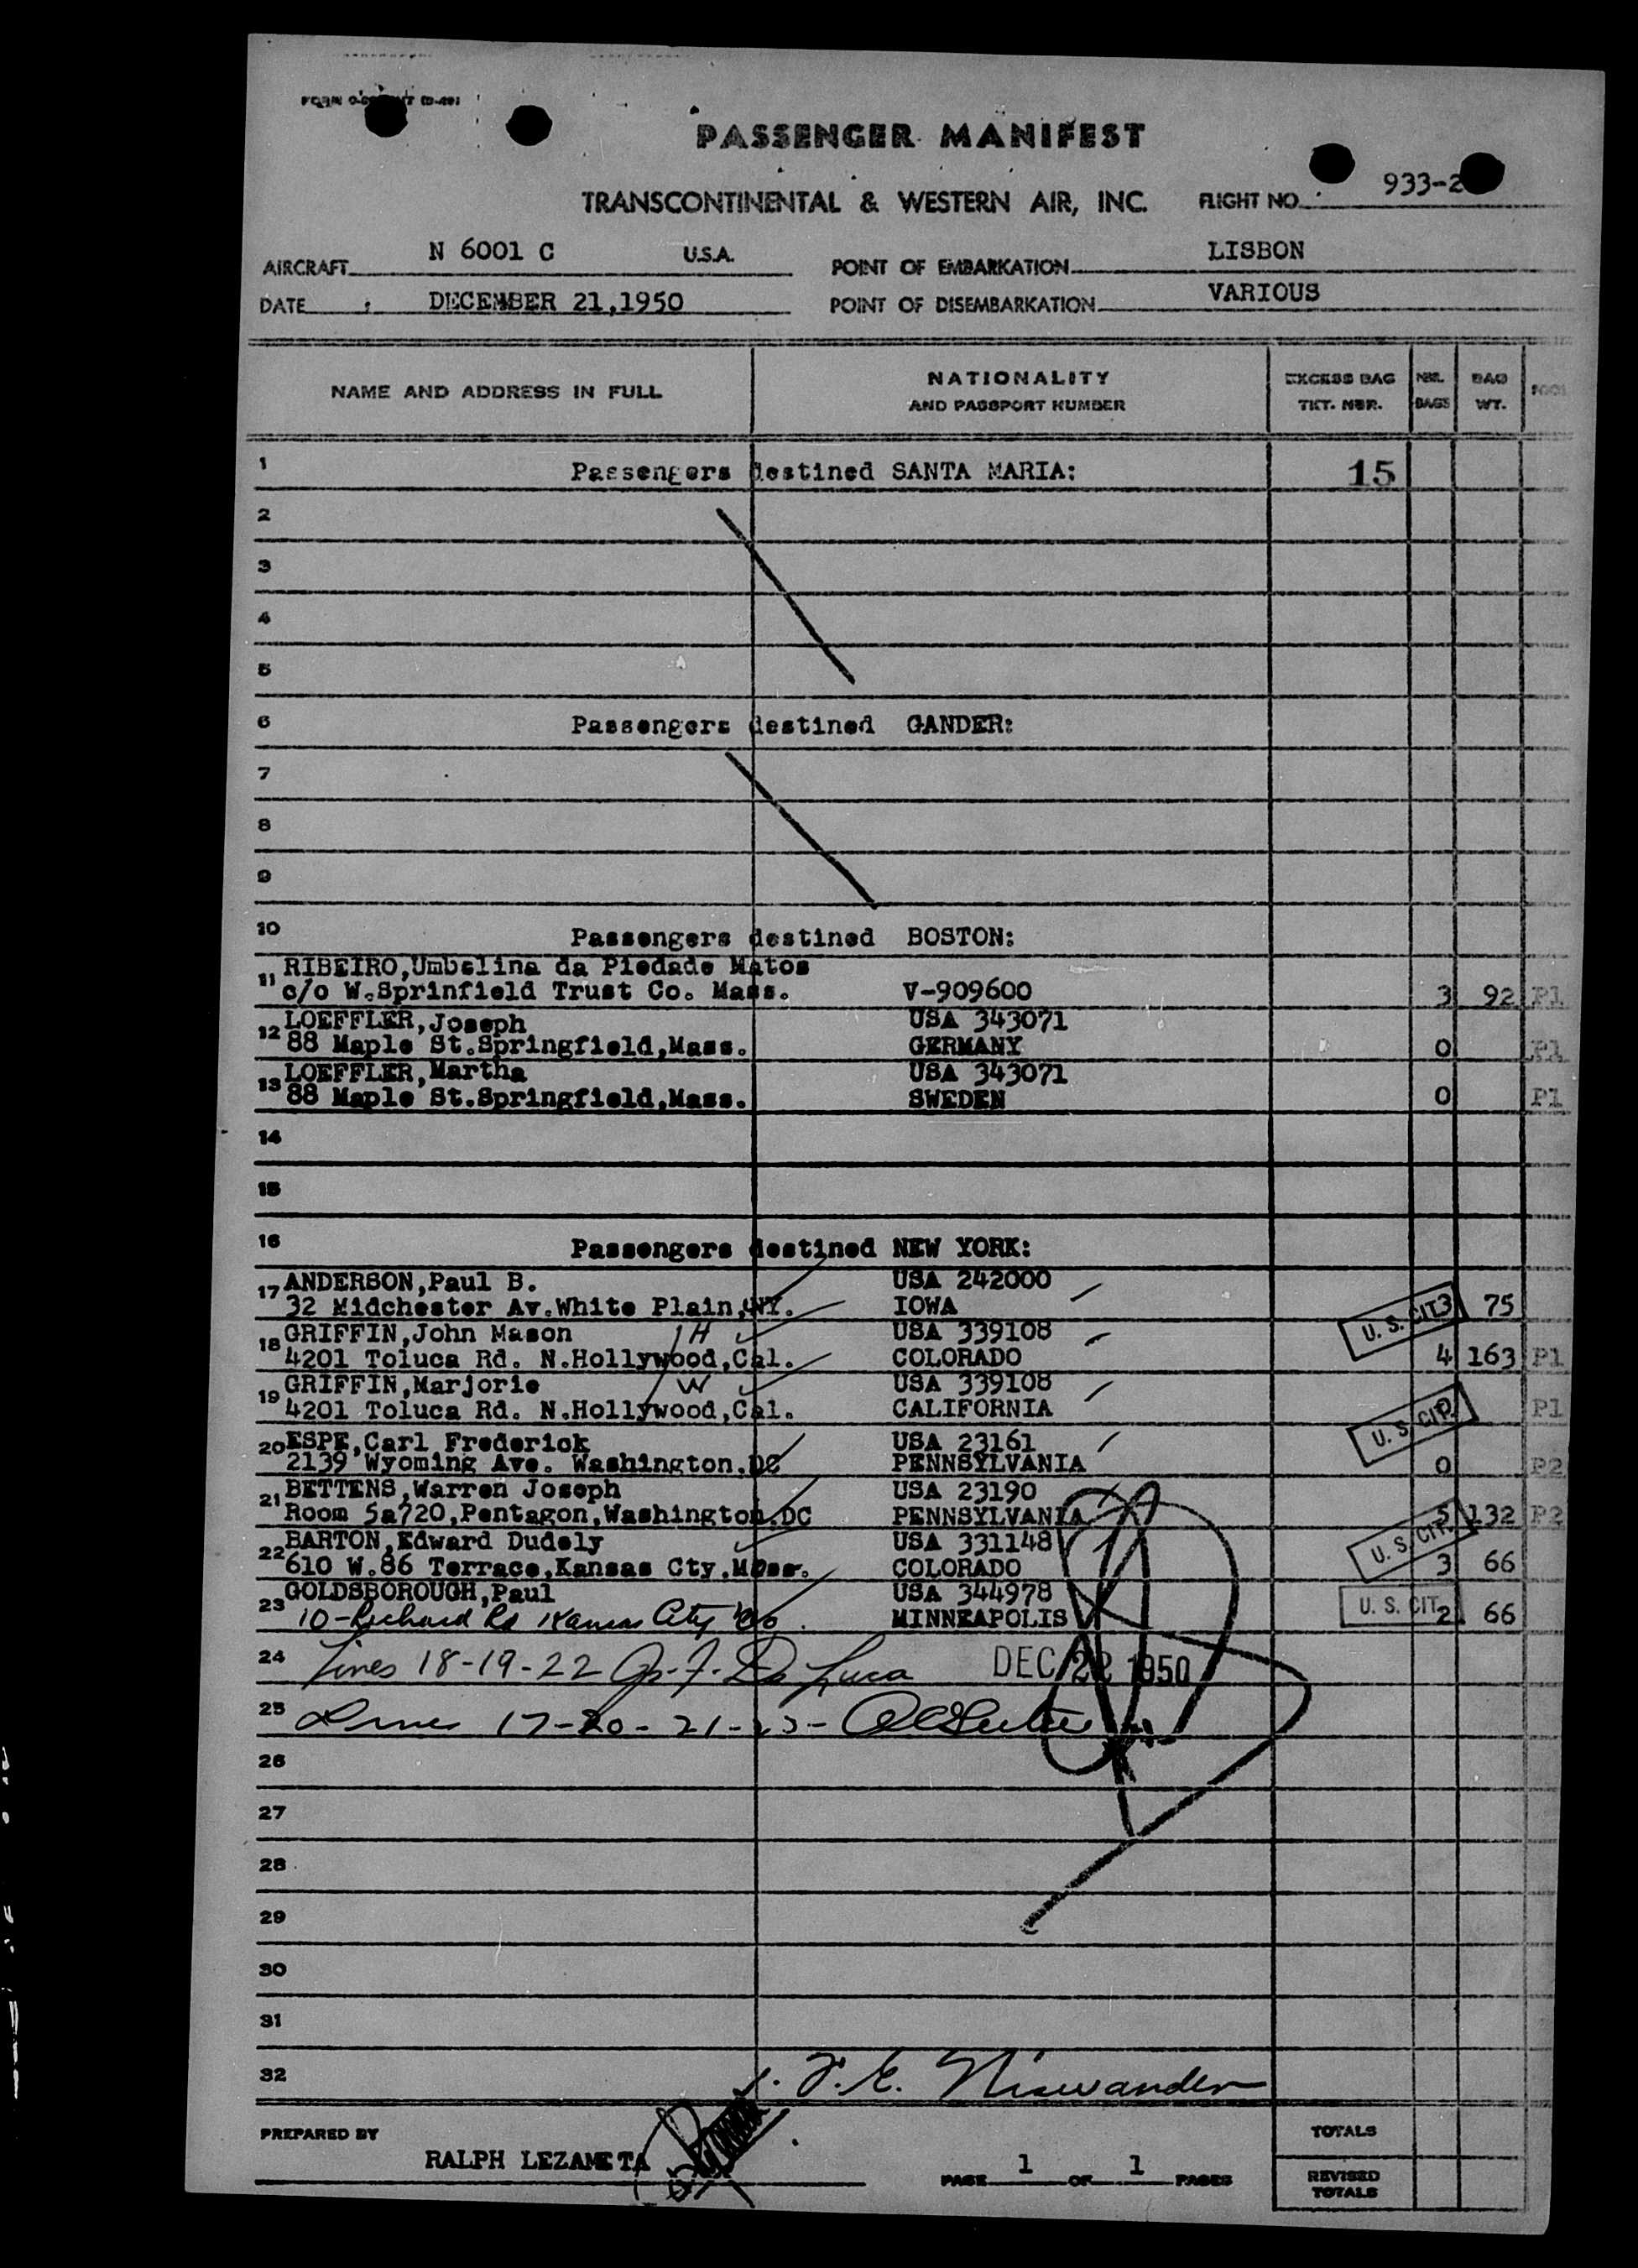 PASSENGER MANIFEST
TRANSCONTINENTAL & WESTERN AIR, INC. FLIGHT NO. 933-2
AIRCRAFT N 6001 C U.S.A. POINT OF EMBARKATION LISBON
DATE DECEMBER 21,1950 POINT OF DISEMBARKATION VARIOUS
NAME AND ADDRESS IN FULL NATIONALITY AND PASSPORT NUMBER EXCESS BAG TKT. NBR. NBR. BAGS BAG WT.
1 Passengers destined SANTA MARIA: 15
2
3
4
5
6 Passengers destined GANDER:
7
8
9
10 Passengers destined BOSTON:
11 RIBEIRO,Umbelina da Piedade Matos
c/o W.Sprinfield Trust Co. Mass. V-909600 3 92 P1
12 LOEFFLER,Joseph USA 343071
88 Maple St.Springfield,Mass. GERMANY 0 P1
13 LOEFFLER,Martha USA 343071
88 Maple St.Springfield,Mass. SWEDEN 0 P1
14
15
16 Passengers destined NEW YORK:
17 ANDERSON,Paul B. USA 242000
32 Midchester Av.White Plain,NY. IOWA U. S. CIT. 3 75
18 GRIFFIN,John Mason H USA 339108
4201 Toluca Rd. N.Hollywood,Cal. COLORADO 4 163 P1
19 GRIFFIN,Marjorie W USA 339108
4201 Toluca Rd. N.Hollywood,Cal. CALIFORNIA U. S. CIT. P1
20 ESPE,Carl Frederick USA 23161
2139 Wyoming Ave. Washington.DC PENNSYLVANIA 0 P2
21 BETTENS,Warren Joseph USA 23190
Room 5a720,Pentagon,Washington.DC PENNSYLVANIA 5 132 P2
22 BARTON,Edward Dudely USA 331148 U. S. CIT.
610 W.86 Terrace,Kansas Cty. COLORADO 3 66
23 GOLDSBOROUGH,Paul USA 344978
10- Richard Rd Kansas City MINNEAPOLIS U. S. CIT. 2 66
24 Lines 18-19-22 De Luca DEC 22 1950
25 Lines 17-20-21-23-
26
27
28
29
30
31
32 F.E. Niswander
PREPARED BY RALPH LEZAMETA TOTALS
PAGE 1 OF 1 PAGES REVISED TOTALS